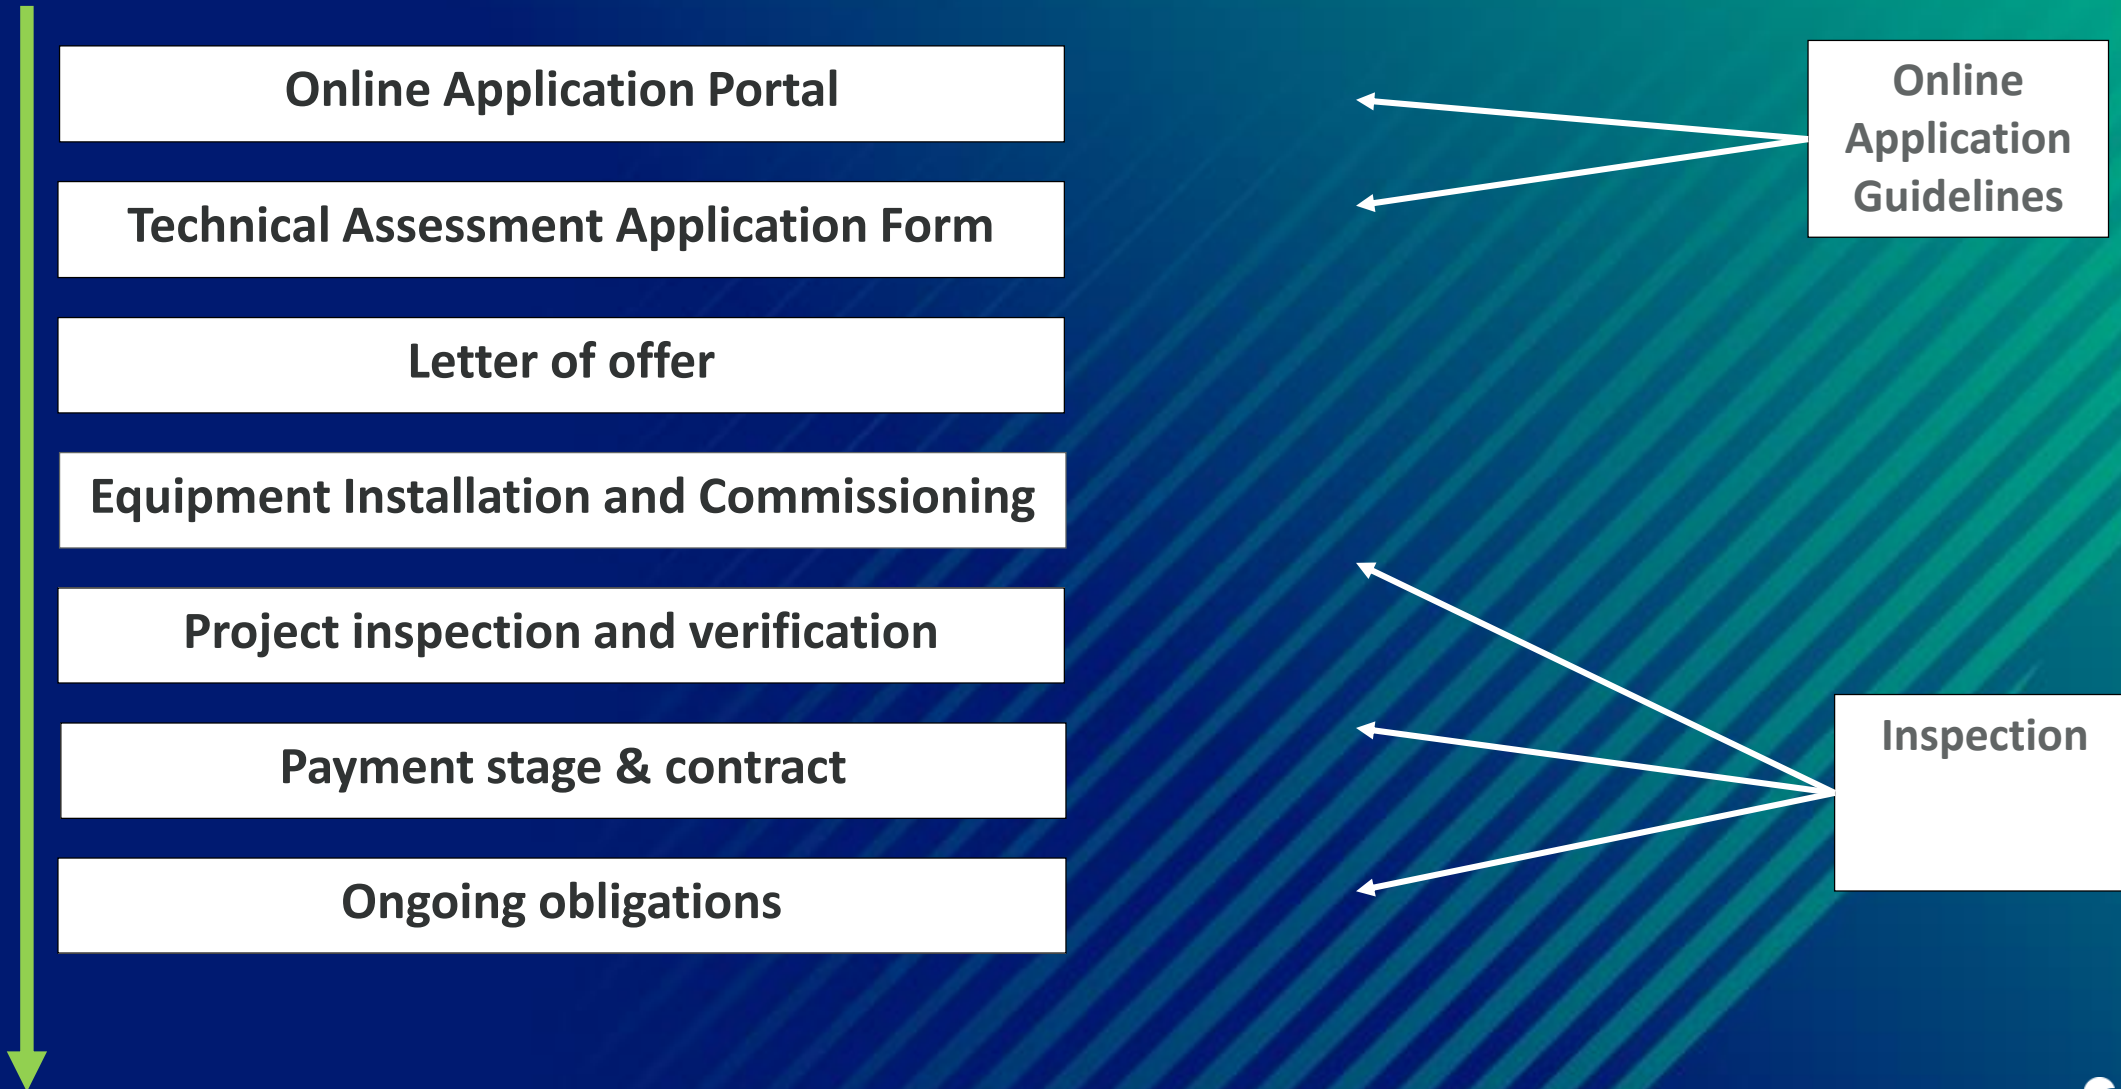 Online Application Portal
Technical Assessment Application Form
Letter of offer
Equipment Installation and Commissioning
Project inspection and verification
Payment stage & contract
Ongoing obligations
Online
Application
Guidelines
Inspection